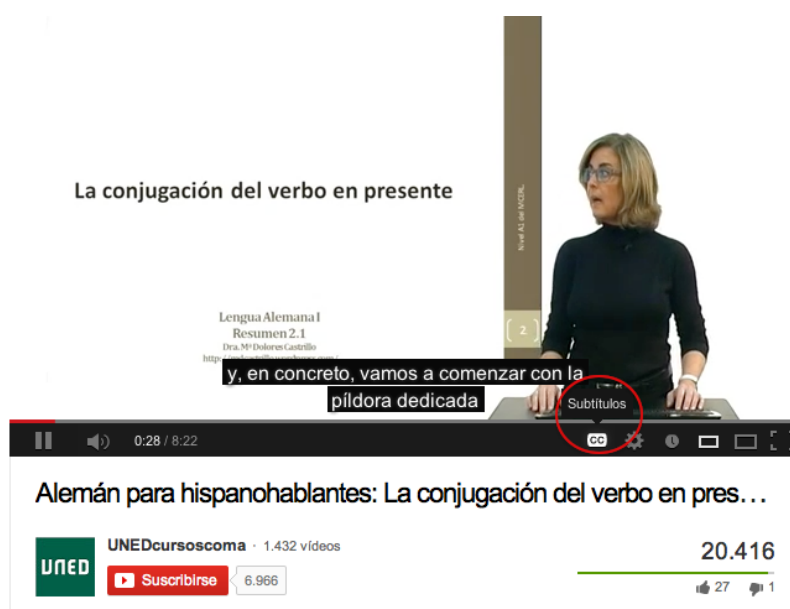 La conjugación del verbo en presente
Nivel A1 del MCERL.
2
Lengua Alemana I
Resumen 2.1
Dra. Mª Dolores Castrillo
y, en concreto, vamos a comenzar con la
píldora dedicada
Subtítulos
0:28 / 8:22
CC
Alemán para hispanohablantes: La conjugación del verbo en pres…
UNED
UNEDcursoscoma · 1.432 vídeos
Suscribirse 6.966
20.416
27 1